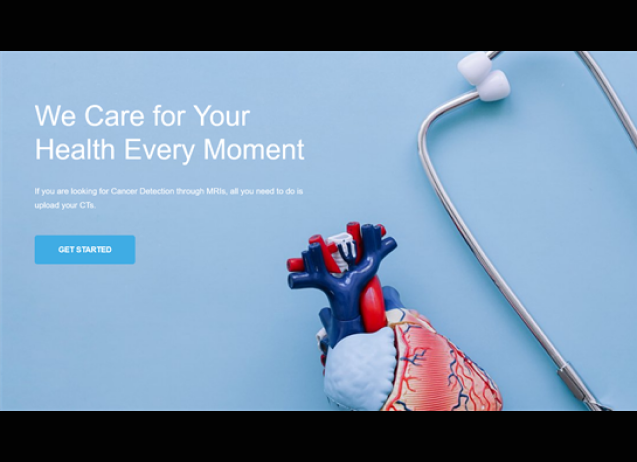 We Care for Your
Health Every Moment
If you are looking for Cancer Detection through MRIs, all you need to do is
upload your CTs.
GET STARTED